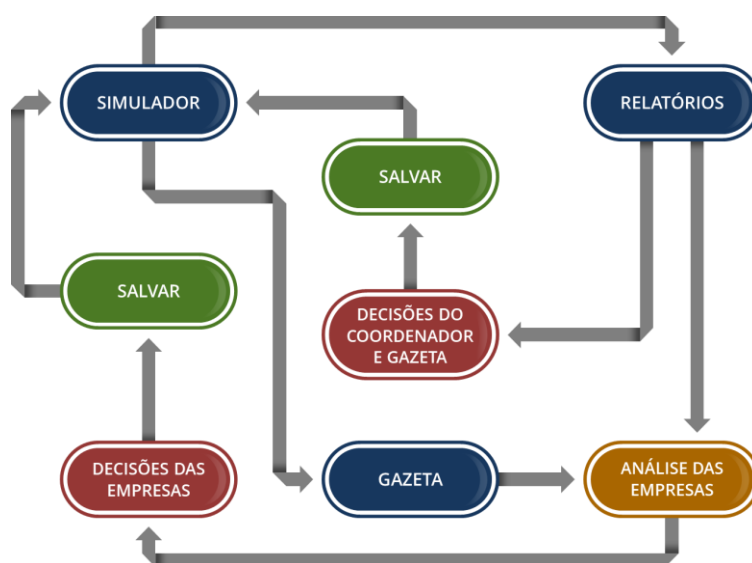 SIMULADOR
RELATÓRIOS
SALVAR
SALVAR
DECISÕES DO
COORDENADOR
E GAZETA
DECISÕES DAS
EMPRESAS
GAZETA
ANÁLISE DAS
EMPRESAS